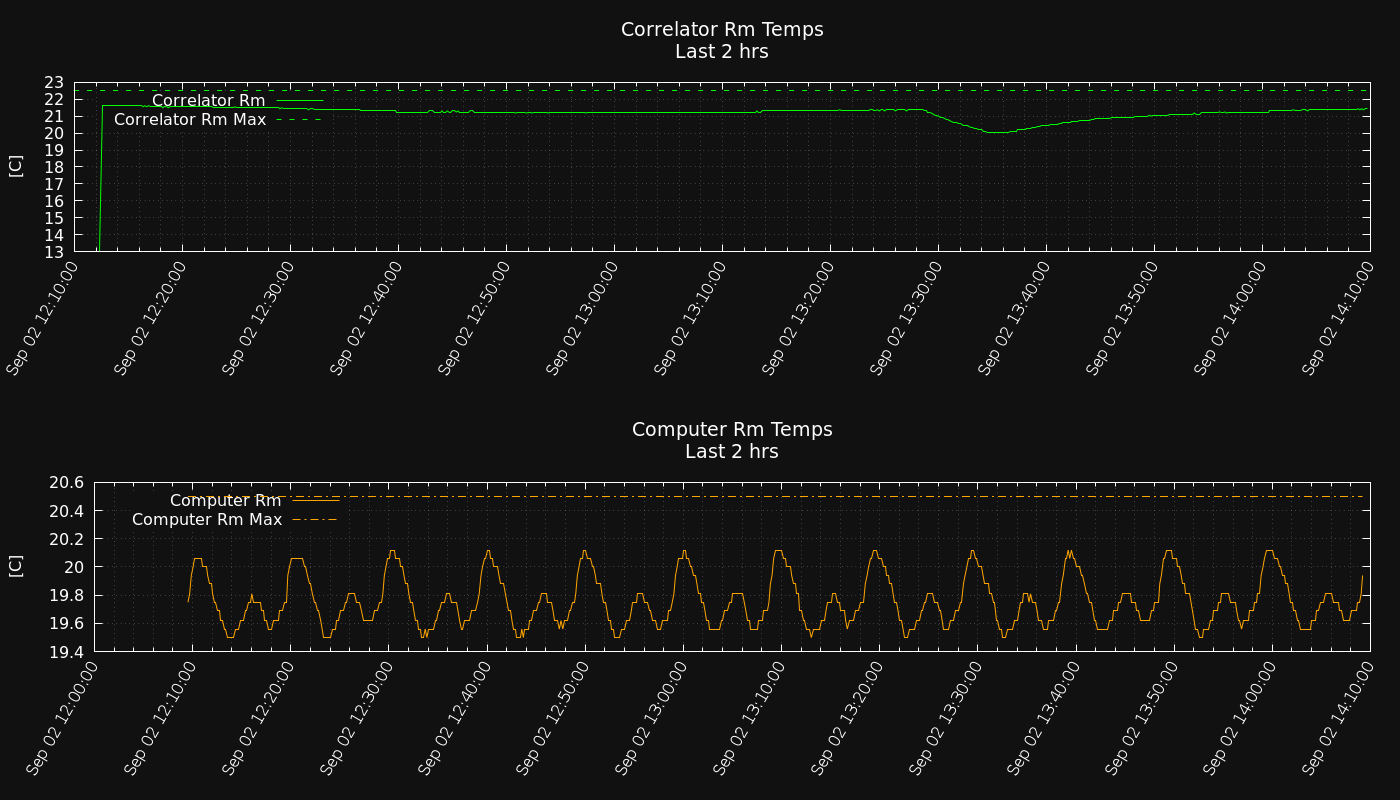 Correlator Rm Temps
Last 2 hrs
23
22
21
20
19
18
17
16
15
14
13
[C]
Correlator Rm
Correlator Rm Max
Sep 02 12:10:00
Sep 02 12:20:00
Sep 02 12:30:00
Sep 02 12:40:00
Sep 02 12:50:00
Sep 02 13:00:00
Sep 02 13:10:00
Sep 02 13:20:00
Sep 02 13:30:00
Sep 02 13:40:00
Sep 02 13:50:00
Sep 02 14:00:00
Sep 02 14:10:00
Computer Rm Temps
Last 2 hrs
20.6
20.4
20.2
20
19.8
19.6
19.4
[C]
Computer Rm
Computer Rm Max
Sep 02 12:00:00
Sep 02 12:10:00
Sep 02 12:20:00
Sep 02 12:30:00
Sep 02 12:40:00
Sep 02 12:50:00
Sep 02 13:00:00
Sep 02 13:10:00
Sep 02 13:20:00
Sep 02 13:30:00
Sep 02 13:40:00
Sep 02 13:50:00
Sep 02 14:00:00
Sep 02 14:10:00